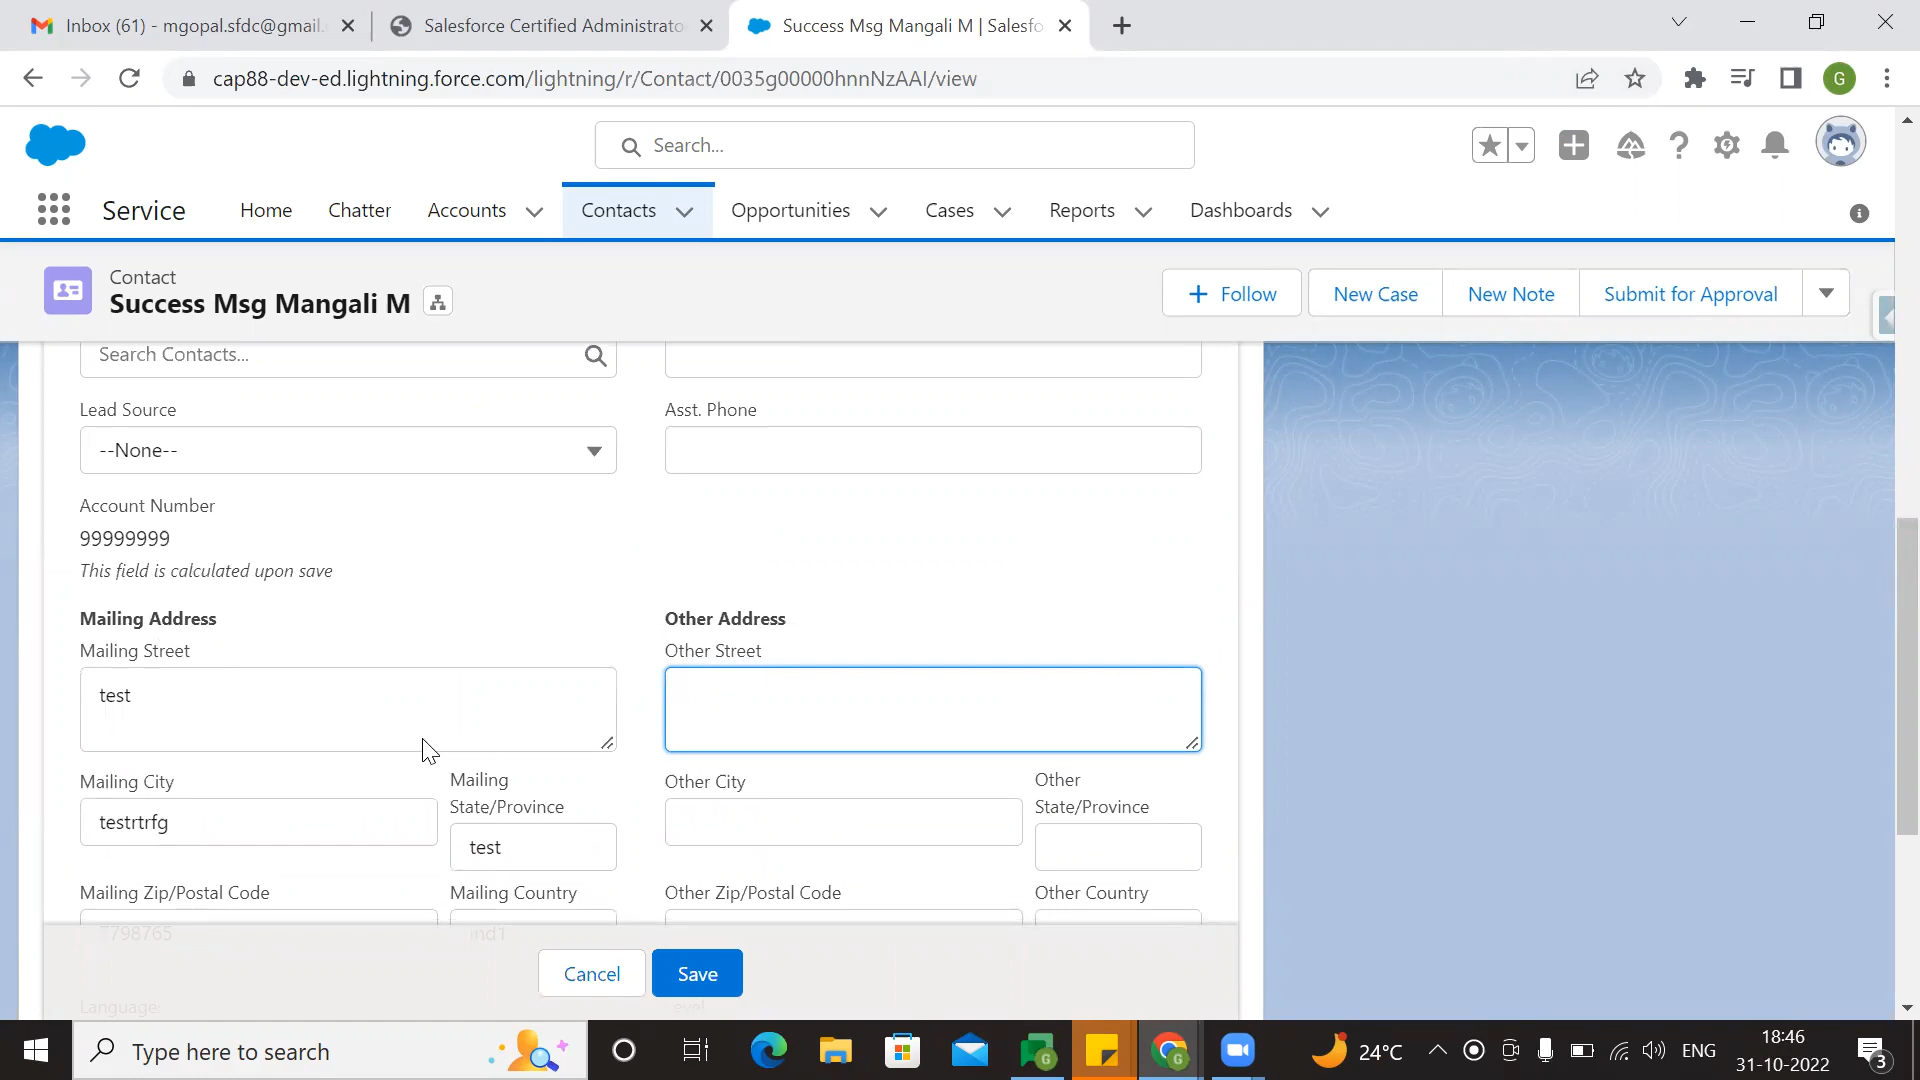 Inbox (61) - mgopal.sfdc@gmail.
Salesforce Certified Administrato
Success Msg Mangali M | Salesfo
cap88-dev-ed.lightning.force.com/lightning/r/Contact/0035g00000hnnNzAAI/view
G
Search...
Service
Home
Chatter
Accounts
Contacts
Opportunities
Cases
Reports
Dashboards
Contact
Success Msg Mangali M
Follow
New Case
New Note
Submit for Approval
Search Contacts...
Lead Source
Asst. Phone
--None--
Account Number
99999999
This field is calculated upon save
Mailing Address
Other Address
Mailing Street
Other Street
test
Mailing City
Mailing State/Province
Other City
Other State/Province
testrtrfg
test
Mailing Zip/Postal Code
Mailing Country
Other Zip/Postal Code
Other Country
798765
ind1
Cancel
Save
Language:
Type here to search
24°C
ENG
18:46
31-10-2022
3